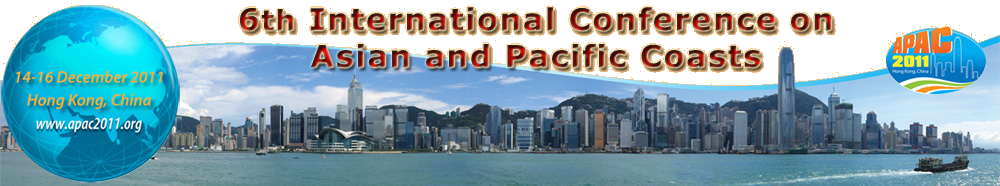 6th International Conference on
Asian and Pacific Coasts
14-16 December 2011
Hong Kong, China
www.apac2011.org
APAC
2011
Hong Kong, China